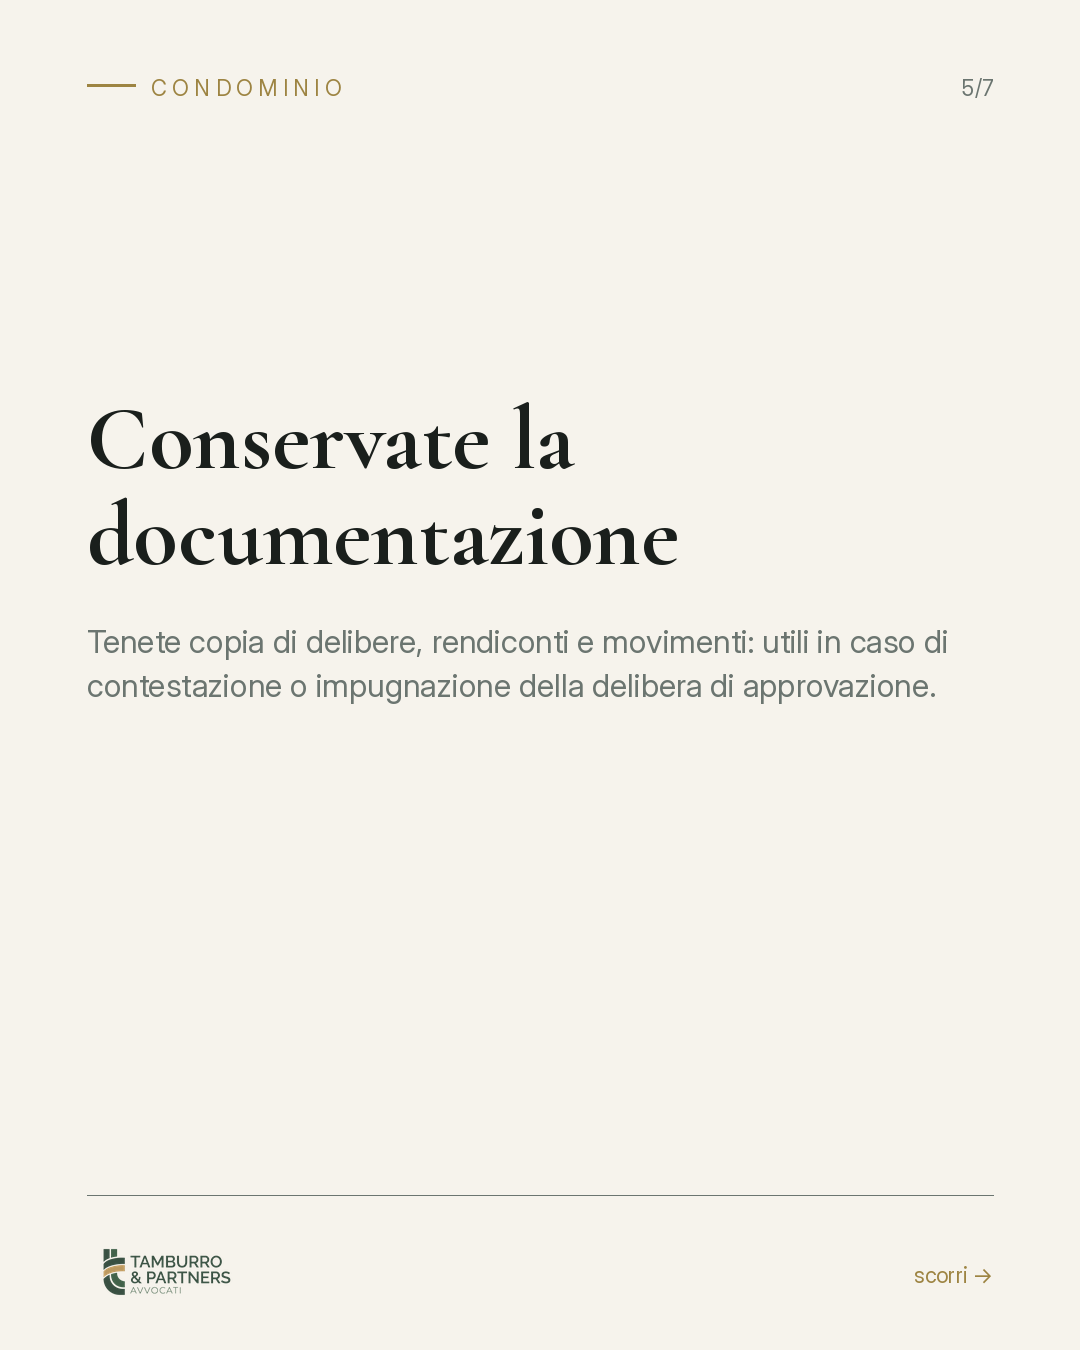 CONDOMINIO
5/7
Conservate la
documentazione
Tenete copia di delibere, rendiconti e movimenti: utili in caso di
contestazione o impugnazione della delibera di approvazione.
TAMBURRO
& PARTNERS
AVVOCATI
scorri →